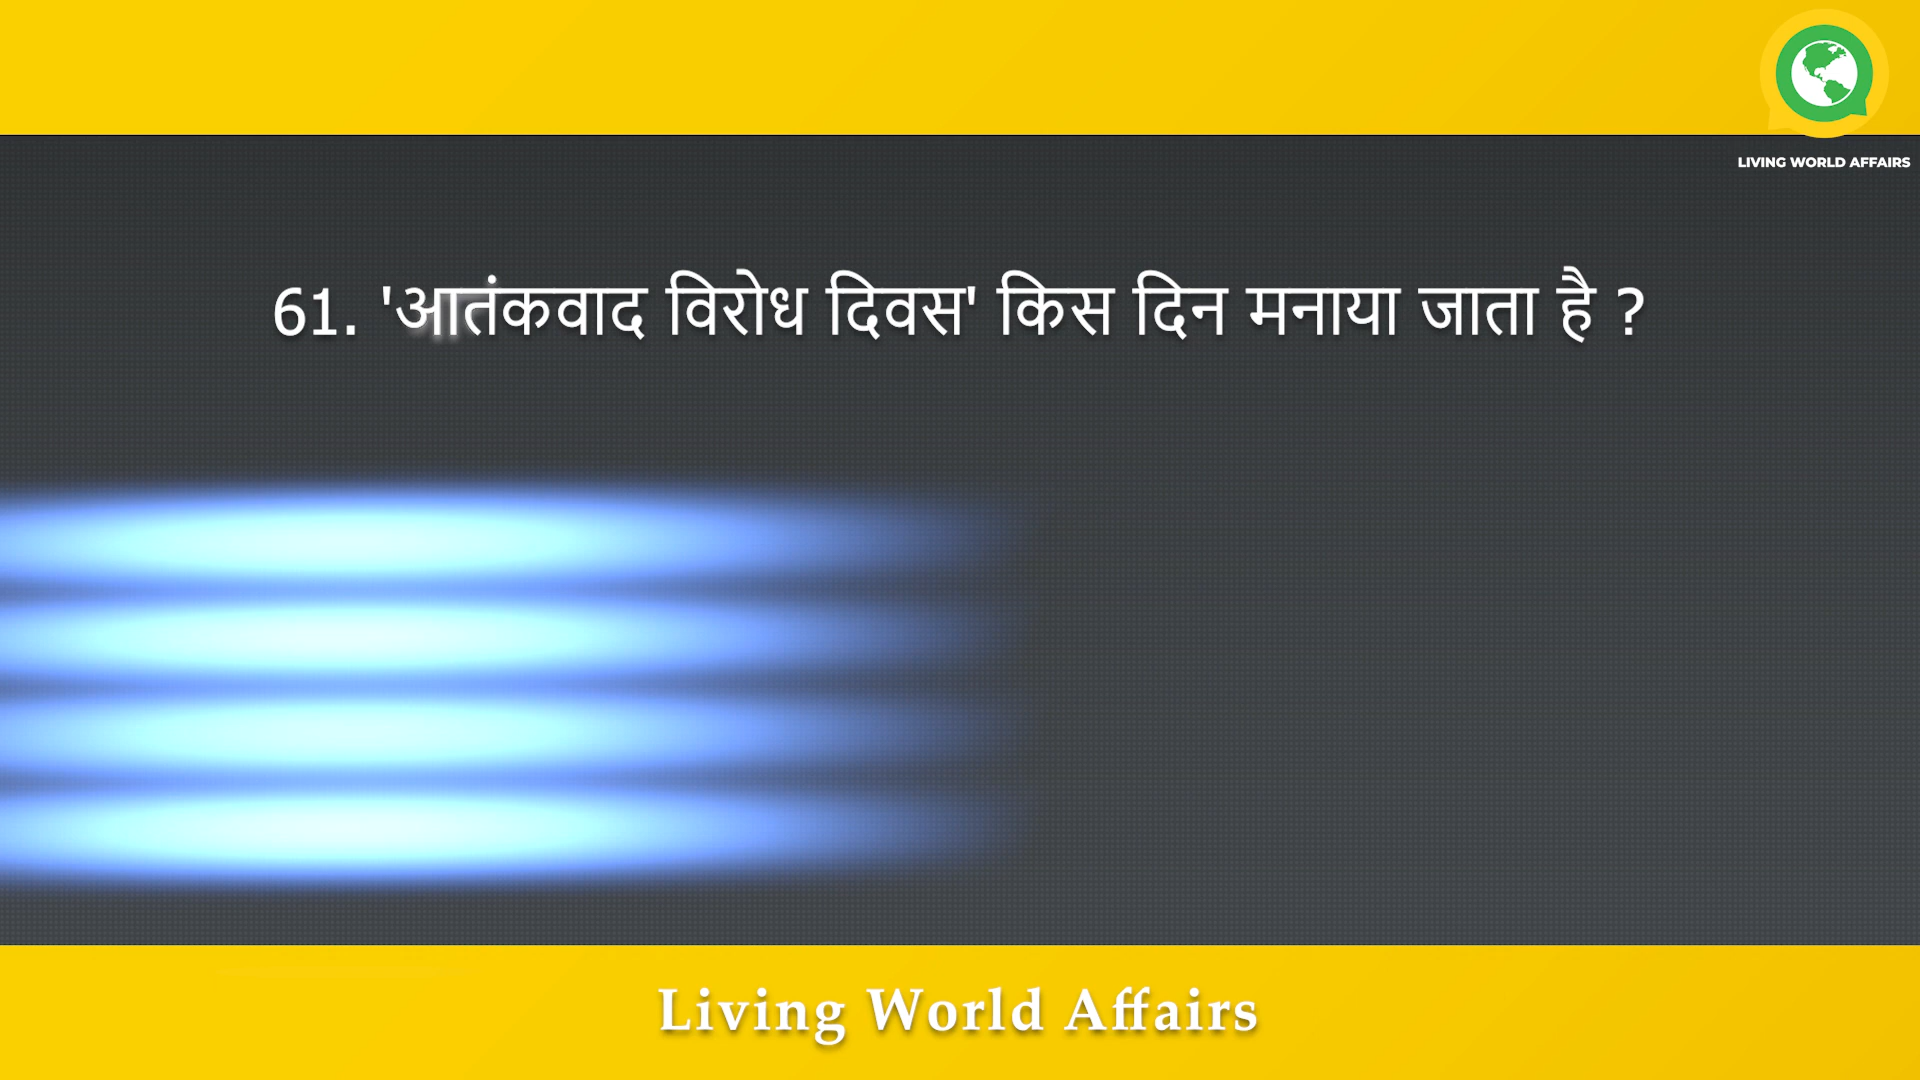 LIVING WORLD AFFAIRS
61. 'आतंकवाद विरोध दिवस' किस दिन मनाया जाता है ?
Living World Affairs